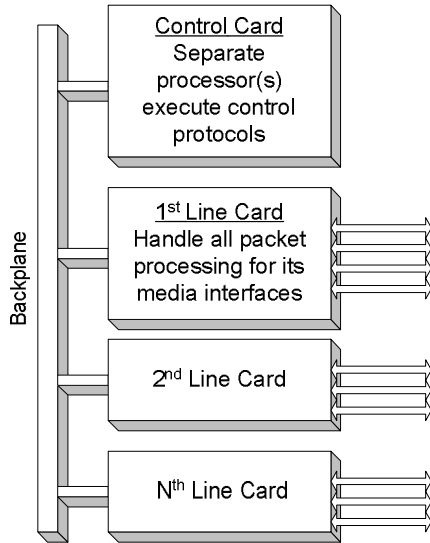 Control Card
Separate
processor(s)
execute control
protocols
Backplane
1st Line Card
Handle all packet
processing for its
media interfaces
2nd Line Card
Nth Line Card